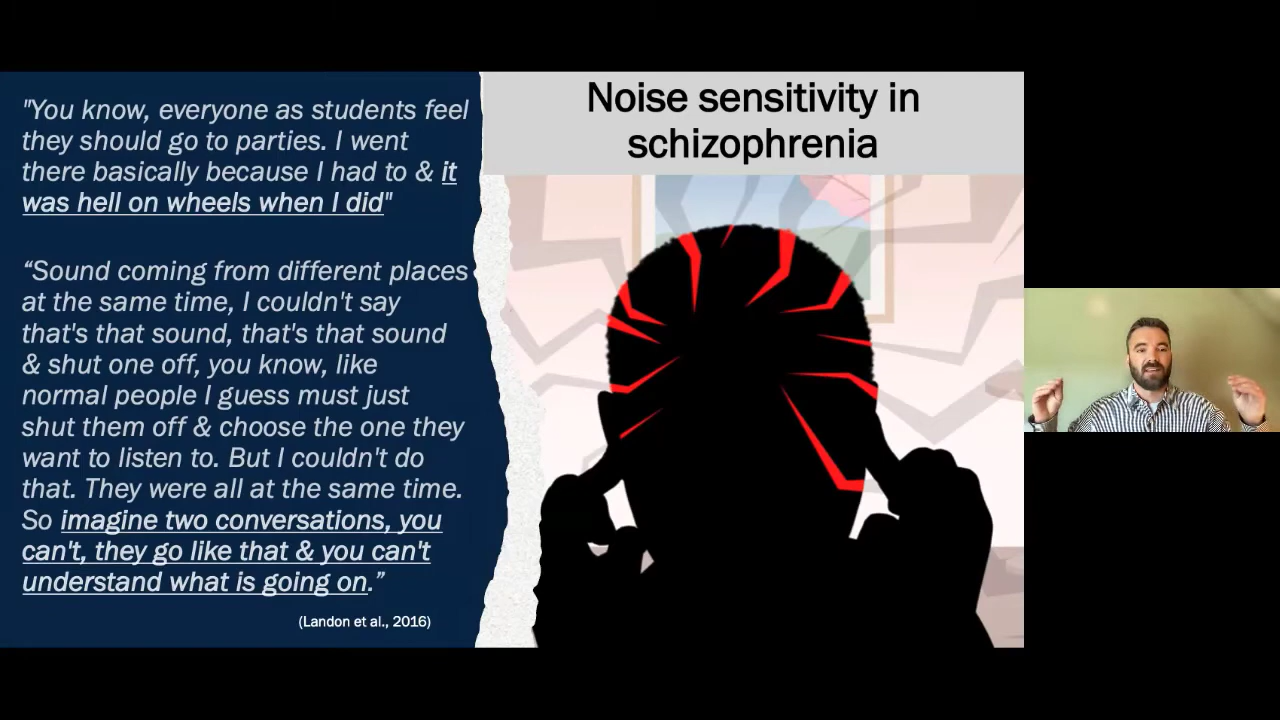 "You know, everyone as students feel
they should go to parties. I went
there basically because I had to & it
was hell on wheels when I did"
“Sound coming from different places
at the same time, I couldn't say
that's that sound, that's that sound
& shut one off, you know, like
normal people I guess must just
shut them off & choose the one they
want to listen to. But I couldn't do
that. They were all at the same time.
So imagine two conversations, you
can't, they go like that & you can't
understand what is going on.”
(Landon et al., 2016)
Noise sensitivity in
schizophrenia